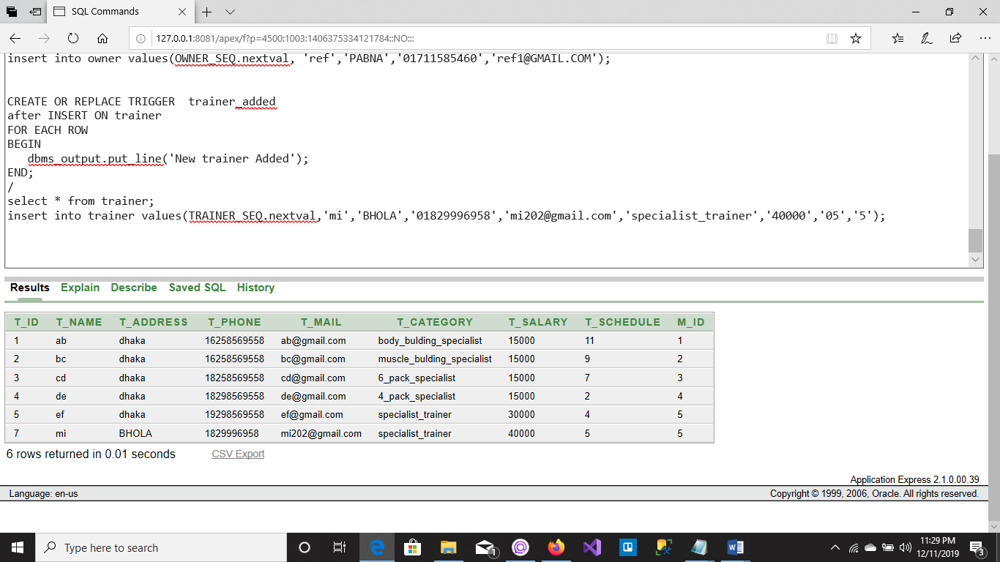 SQL Commands
127.0.0.1:8081/apex/f?p=4500:1003:1406375334121784::NO:::
insert into owner values(OWNER_SEQ.nextval, 'ref','PABNA','01711585460','ref1@GMAIL.COM');
CREATE OR REPLACE TRIGGER  trainer_added
after INSERT ON trainer
FOR EACH ROW
BEGIN
   dbms_output.put_line('New trainer Added');
END;
/
select * from trainer;
insert into trainer values(TRAINER_SEQ.nextval,'mi','BHOLA','01829996958','mi202@gmail.com','specialist_trainer','40000','05','5');
Results Explain Describe Saved SQL History
T_ID T_NAME T_ADDRESS T_PHONE T_MAIL T_CATEGORY T_SALARY T_SCHEDULE M_ID
1 ab dhaka 16258569558 ab@gmail.com body_bulding_specialist 15000 11 1
2 bc dhaka 16258569558 bc@gmail.com muscle_bulding_specialist 15000 9 2
3 cd dhaka 18258569558 cd@gmail.com 6_pack_specialist 15000 7 3
4 de dhaka 18298569558 de@gmail.com 4_pack_specialist 15000 2 4
5 ef dhaka 19298569558 ef@gmail.com specialist_trainer 30000 4 5
7 mi BHOLA 1829996958 mi202@gmail.com specialist_trainer 40000 5 5
6 rows returned in 0.01 seconds CSV Export
Application Express 2.1.0.00.39
Language: en-us Copyright © 1999, 2006, Oracle. All rights reserved.
Type here to search
1
11:29 PM
12/11/2019
3